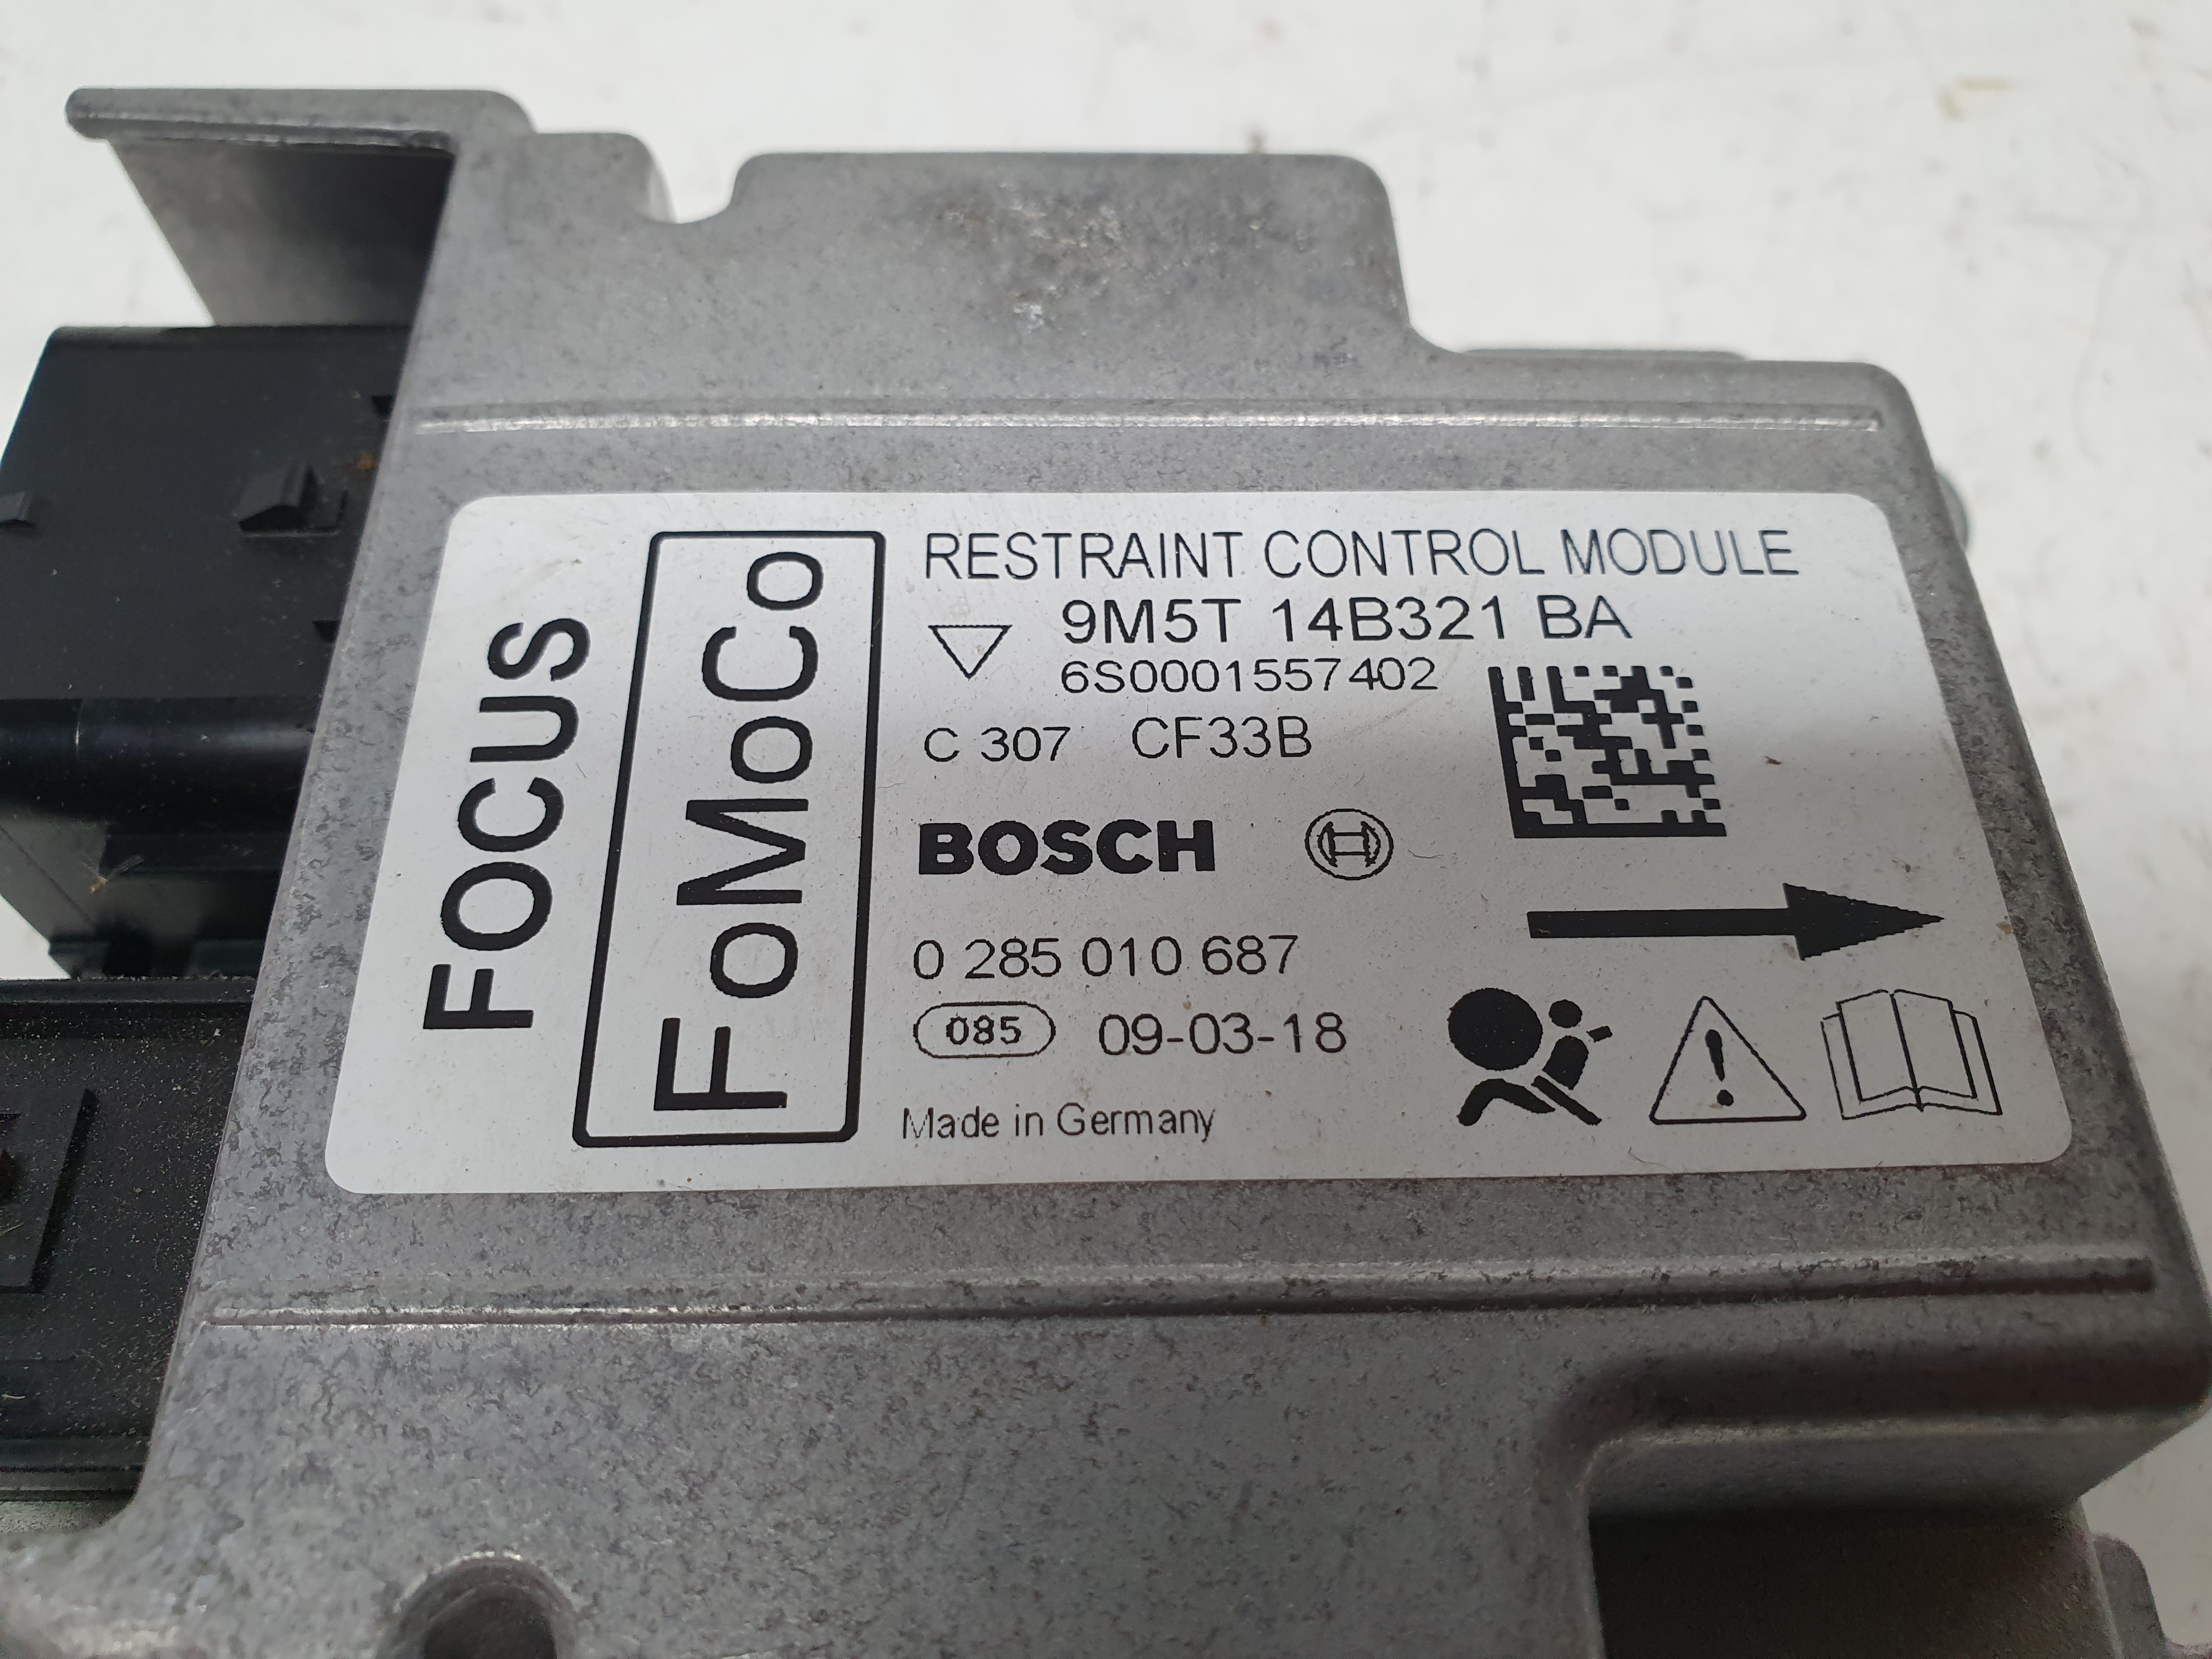 FOCUS
FoMoCo
RESTRAINT CONTROL MODULE
9M5T 14B321 BA
6S0001557402
C 307 CF33B
BOSCH
0 285 010 687
085 09-03-18
Made in Germany